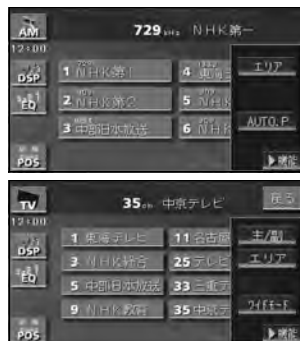 AM 729 kHz NHK第一
12:00
DSP
EQ
POS
1 NHK第1
4 東海
エリア
2 NHK第2
5 NHK
3 中部日本放送
6 NHK
AUTO.P
▶機能
TV 35ch 中京テレビ 戻る
12:00
DSP
EQ
POS
1 東海テレビ
11 名古屋
主/副
3 NHK総合
25 テレビ
エリア
5 中部日本放送
33 三重テ
9 NHK教育
35 中京テ
ワイドモード
▶機能